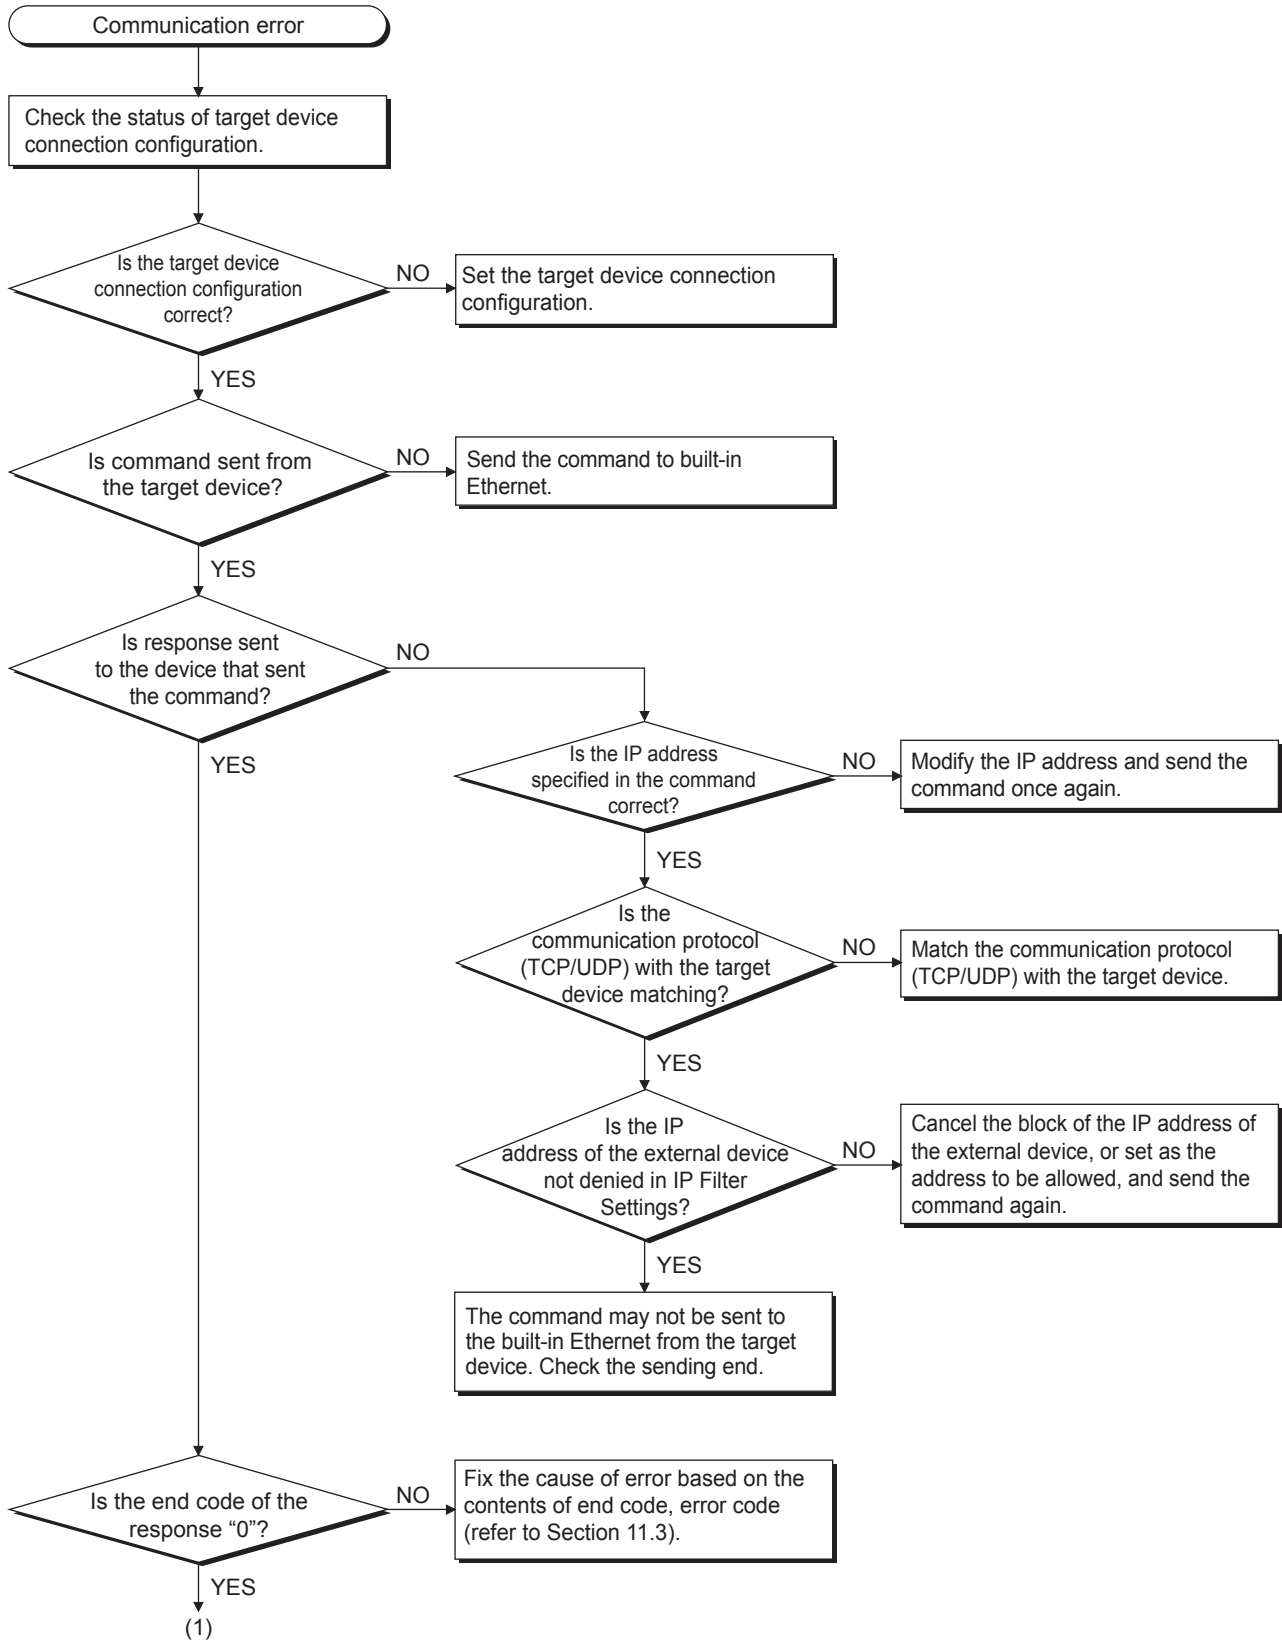 Communication error
Check the status of target device
connection configuration.
Is the target device
connection configuration
correct?
NO
Set the target device connection
configuration.
YES
Is command sent from
the target device?
NO
Send the command to built-in
Ethernet.
YES
Is response sent
to the device that sent
the command?
NO
YES
Is the IP address
specified in the command
correct?
NO
Modify the IP address and send the
command once again.
YES
Is the
communication protocol
(TCP/UDP) with the target
device matching?
NO
Match the communication protocol
(TCP/UDP) with the target device.
YES
Is the IP
address of the external device
not denied in IP Filter
Settings?
NO
Cancel the block of the IP address of
the external device, or set as the
address to be allowed, and send the
command again.
YES
The command may not be sent to
the built-in Ethernet from the target
device. Check the sending end.
Is the end code of the
response “0”?
NO
Fix the cause of error based on the
contents of end code, error code
(refer to Section 11.3).
YES
(1)